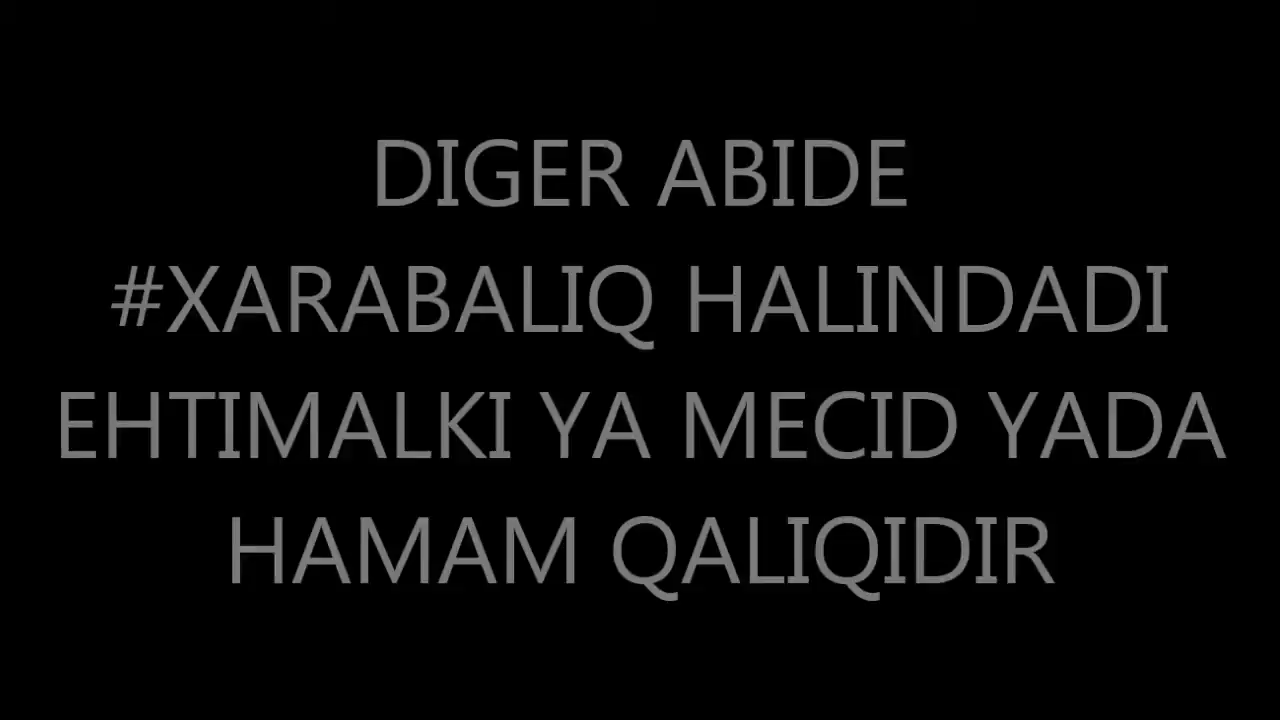 DIGER ABIDE
#XARABALIQ HALINDADI
EHTIMALKI YA MECID YADA
HAMAM QALIQIDIR